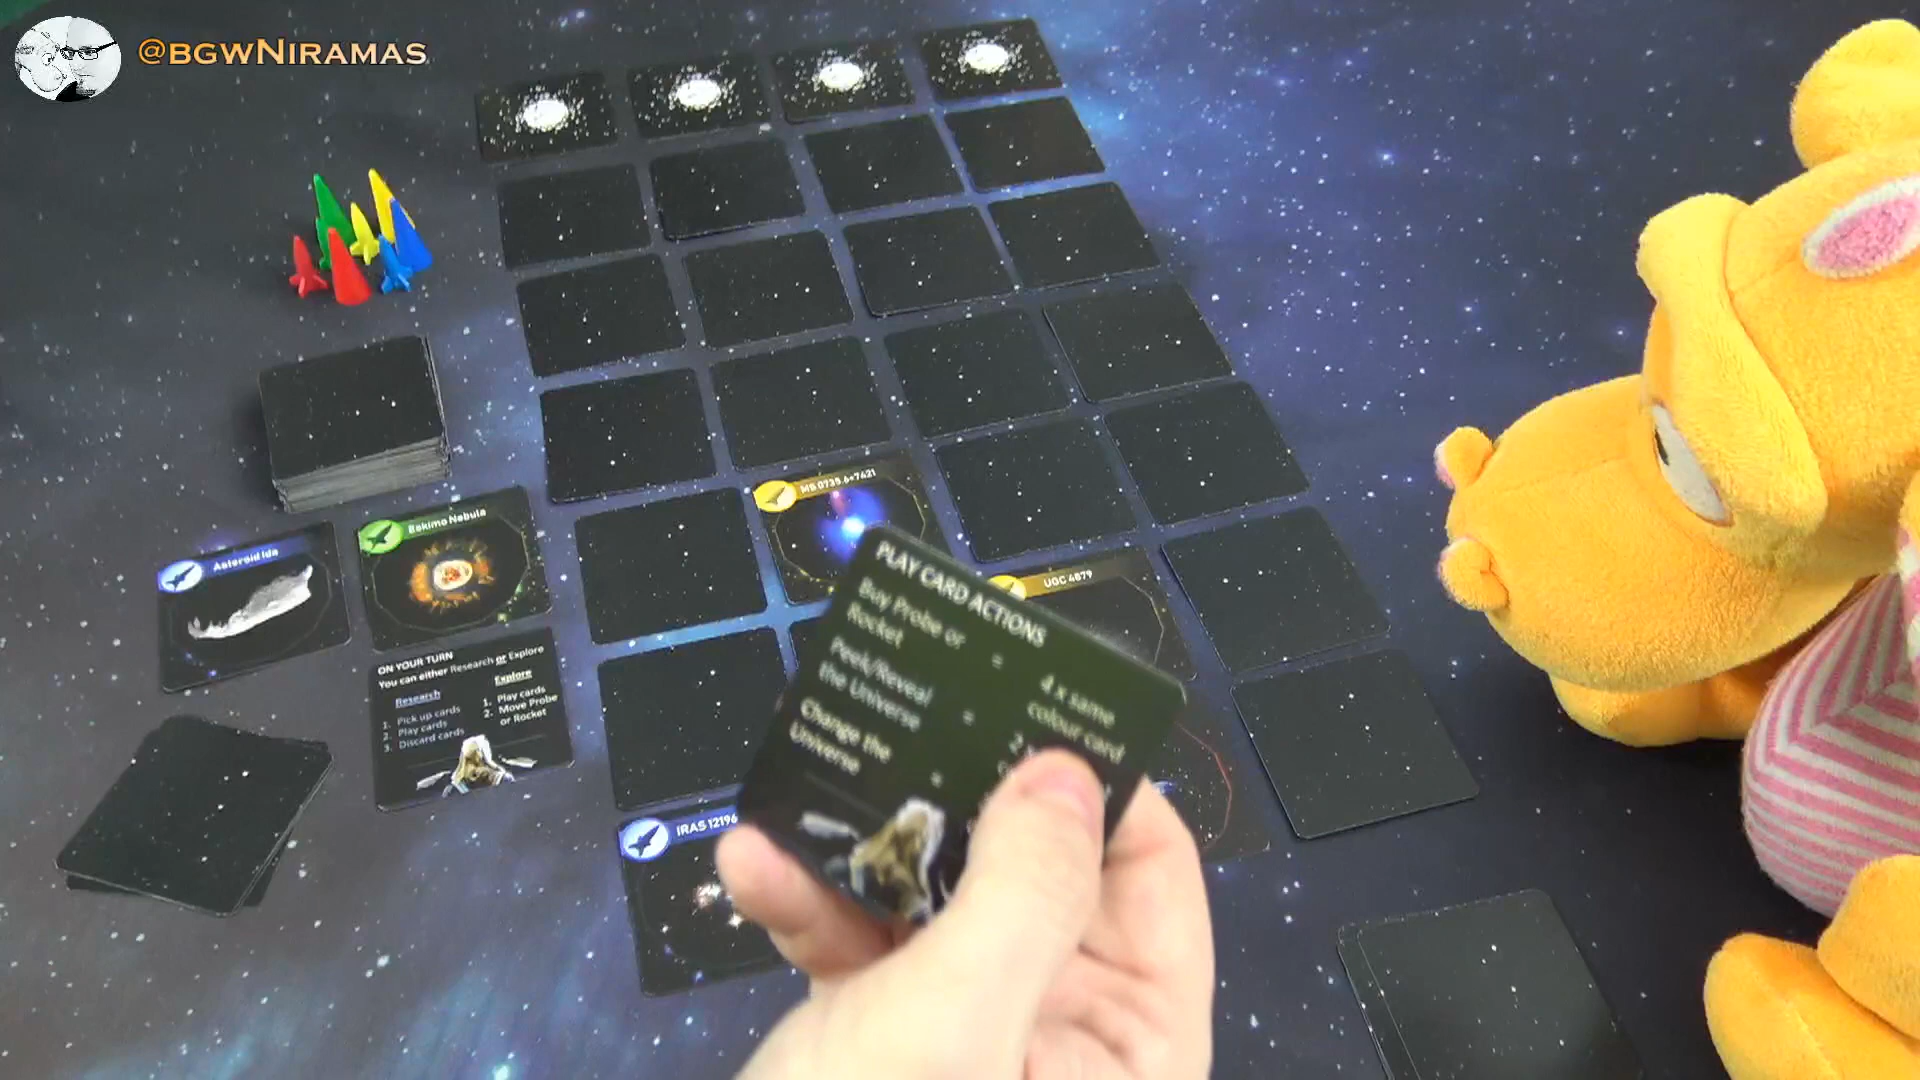 @BGWNIRAMAS
MS 0735.6+7421
Eskimo Nebula
Asteroid Ida
UGC 4879
PLAY CARD ACTIONS
Buy Probe or
Rocket
=
4 x same
colour card
Peek/Reveal
the Universe
=
2 x
Change the
Universe
=
ON YOUR TURN
You can either Research or Explore
Research
1. Pick up cards
2. Play cards
3. Discard cards
Explore
1. Play cards
2. Move Probe
or Rocket
IRAS 12196